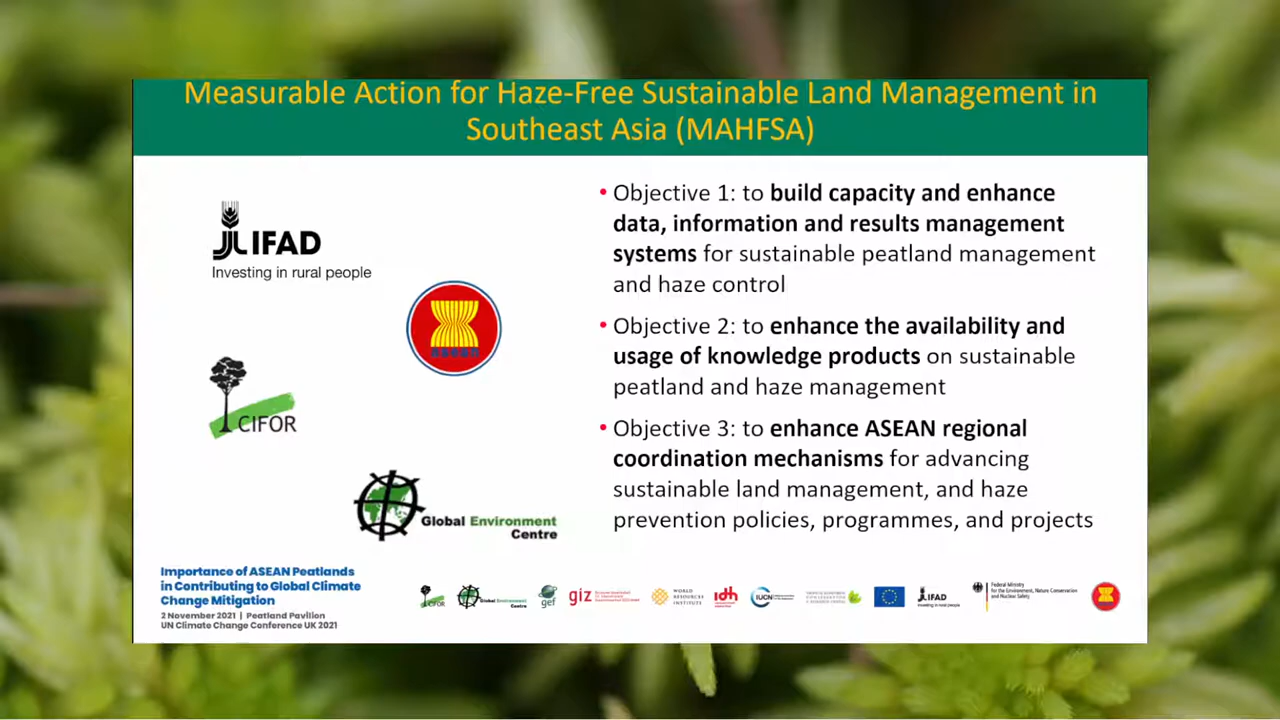 Measurable Action for Haze-Free Sustainable Land Management in
Southeast Asia (MAHFSA)
IFAD
Investing in rural people
CIFOR
Global Environment
Centre
• Objective 1: to build capacity and enhance
data, information and results management
systems for sustainable peatland management
and haze control
• Objective 2: to enhance the availability and
usage of knowledge products on sustainable
peatland and haze management
• Objective 3: to enhance ASEAN regional
coordination mechanisms for advancing
sustainable land management, and haze
prevention policies, programmes, and projects
Importance of ASEAN Peatlands
in Contributing to Global Climate
Change Mitigation
2 November 2021 | Peatland Pavilion
UN Climate Change Conference UK 2021
CIFOR
Global Environment
Centre
gef
giz
WORLD
RESOURCES
INSTITUTE
idh
IUCN
IFAD
Investing in rural people
Federal Ministry
for the Environment, Nature Conservation
and Nuclear Safety